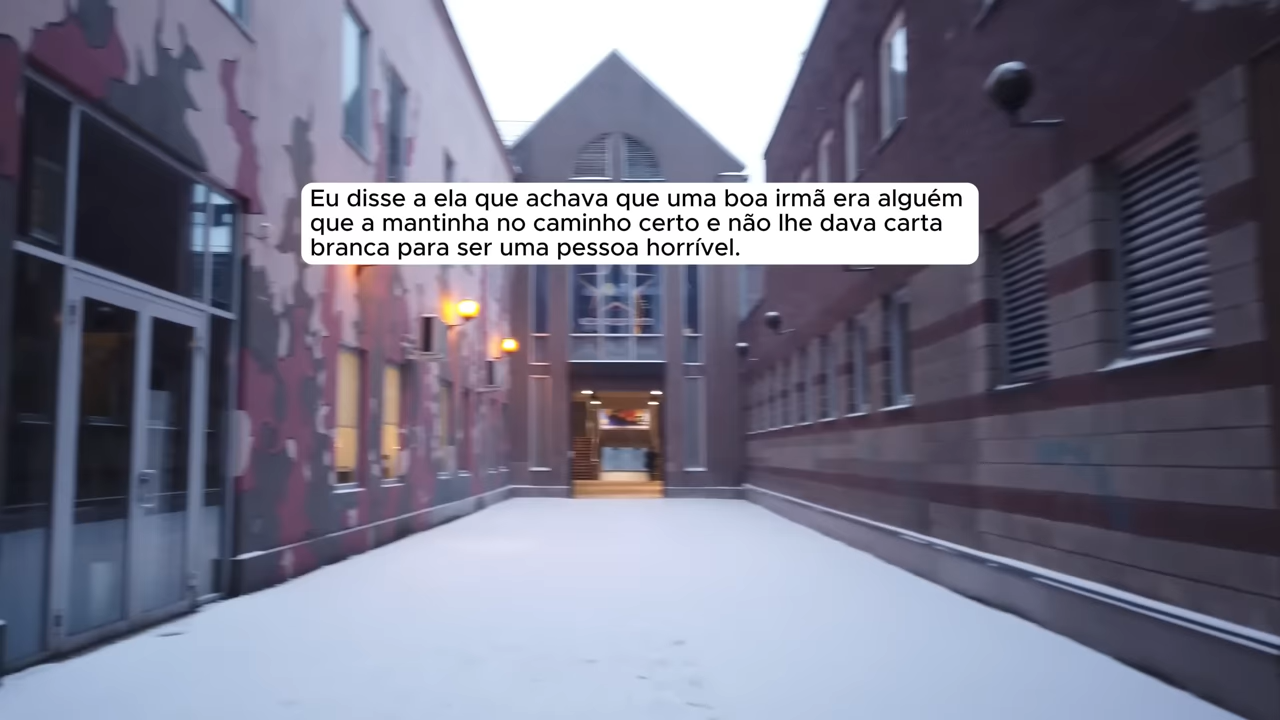 Eu disse a ela que achava que uma boa irmã era alguém
que a mantinha no caminho certo e não lhe dava carta
branca para ser uma pessoa horrível.